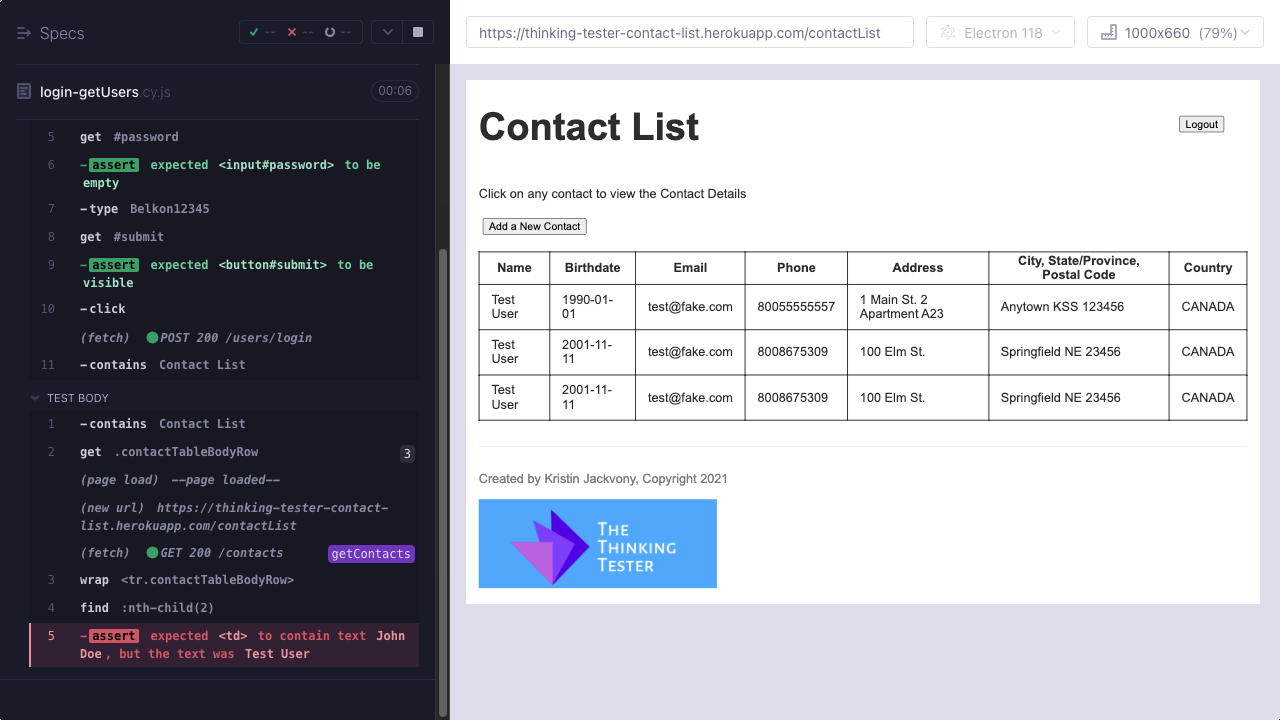 Specs
-- -- --
login-getUsers.cy.js 00:06
5 get #password
6 -assert expected <input#password> to be
empty
7 -type Belkon12345
8 get #submit
9 -assert expected <button#submit> to be
visible
10 -click
(fetch) POST 200 /users/login
11 -contains Contact List
TEST BODY
1 -contains Contact List
2 get .contactTableBodyRow 3
(page load) --page loaded--
(new url) https://thinking-tester-contact-
list.herokuapp.com/contactList
(fetch) GET 200 /contacts getContacts
3 wrap <tr.contactTableBodyRow>
4 find :nth-child(2)
5 -assert expected <td> to contain text John
Doe, but the text was Test User
https://thinking-tester-contact-list.herokuapp.com/contactList Electron 118 1000x660 (79%)
Contact List
Logout
Click on any contact to view the Contact Details
Add a New Contact
Name Birthdate Email Phone Address City, State/Province,
Postal Code Country
Test
User 1990-01-
01 test@fake.com 80055555557 1 Main St. 2
Apartment A23 Anytown KSS 123456 CANADA
Test
User 2001-11-
11 test@fake.com 8008675309 100 Elm St. Springfield NE 23456 CANADA
Test
User 2001-11-
11 test@fake.com 8008675309 100 Elm St. Springfield NE 23456 CANADA
Created by Kristin Jackvony, Copyright 2021
THE
THINKING
TESTER